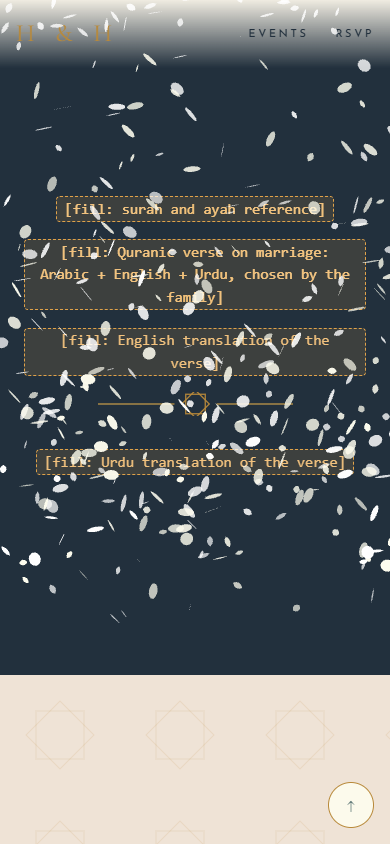 H & H
EVENTS RSVP
[fill: surah and ayah reference]
[fill: Quranic verse on marriage:
Arabic + English + Urdu, chosen by the
family]
[fill: English translation of the
verse]
[fill: Urdu translation of the verse]
↑